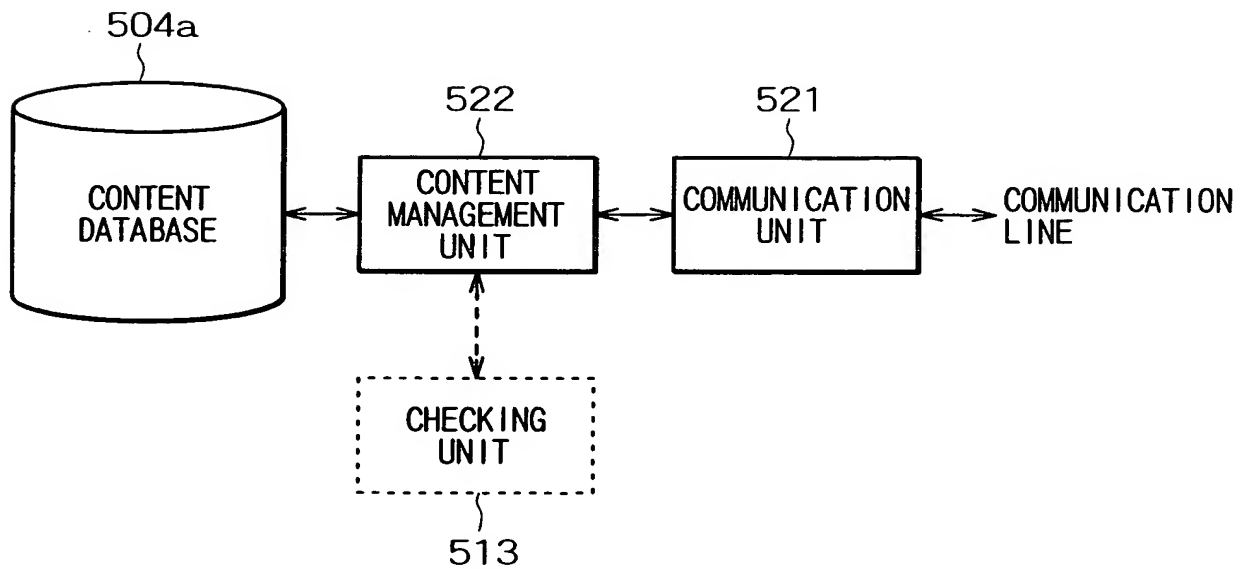 504a
522
521
CONTENT
DATABASE
CONTENT
MANAGEMENT
UNIT
COMMUNICATION
UNIT
COMMUNICATION
LINE
CHECKING
UNIT
513